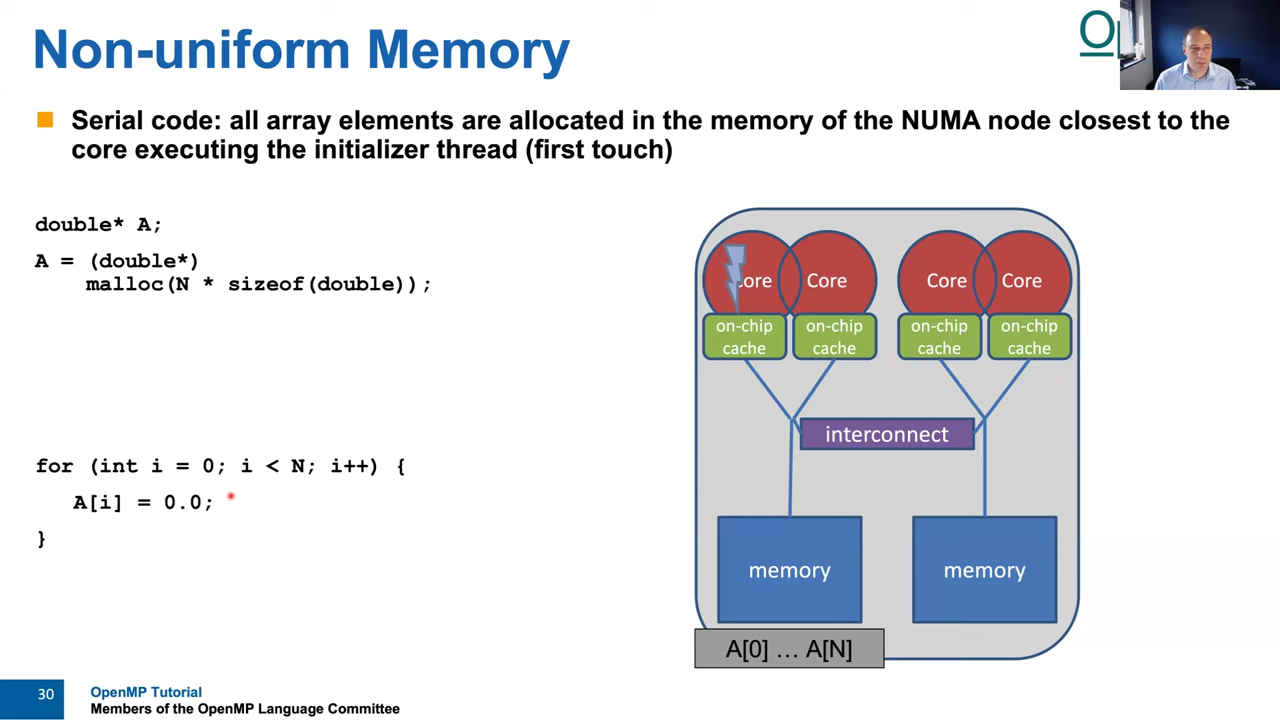 Non-uniform Memory
Serial code: all array elements are allocated in the memory of the NUMA node closest to the
core executing the initializer thread (first touch)
double* A;
A = (double*)
malloc(N * sizeof(double));
for (int i = 0; i < N; i++) {
A[i] = 0.0;
}
Core Core Core Core
on-chip cache on-chip cache on-chip cache on-chip cache
interconnect
memory memory
A[0] … A[N]
30
OpenMP Tutorial
Members of the OpenMP Language Committee